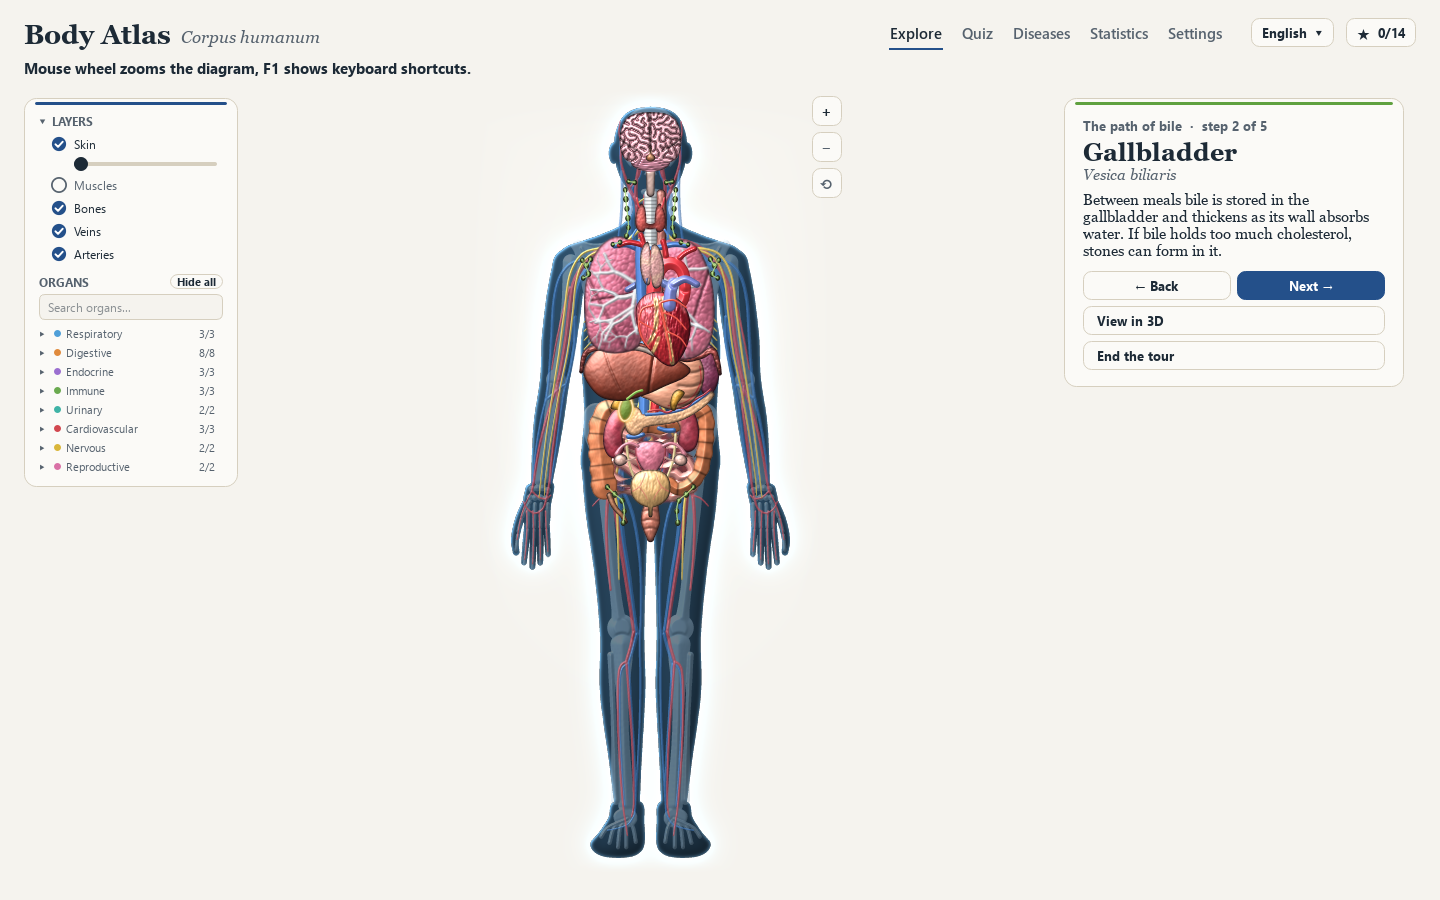 Body Atlas Corpus humanum
Explore Quiz Diseases Statistics Settings English ▾ ★ 0/14
Mouse wheel zooms the diagram, F1 shows keyboard shortcuts.
▾ LAYERS
Skin
Muscles
Bones
Veins
Arteries
ORGANS Hide all
Search organs...
▸ Respiratory 3/3
▸ Digestive 8/8
▸ Endocrine 3/3
▸ Immune 3/3
▸ Urinary 2/2
▸ Cardiovascular 3/3
▸ Nervous 2/2
▸ Reproductive 2/2
+
−
⟲
The path of bile · step 2 of 5
Gallbladder
Vesica biliaris
Between meals bile is stored in the
gallbladder and thickens as its wall absorbs
water. If bile holds too much cholesterol,
stones can form in it.
← Back Next →
View in 3D
End the tour